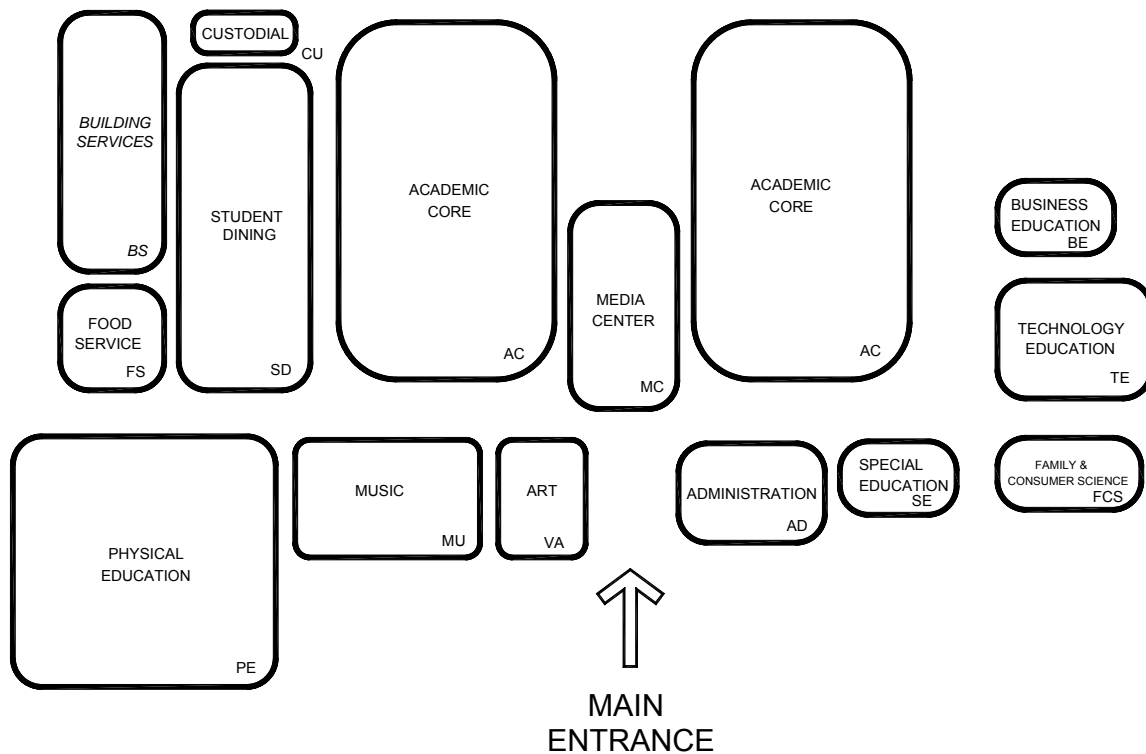 CUSTODIAL
CU
BUILDING
SERVICES
BS
STUDENT
DINING
SD
ACADEMIC
CORE
AC
ACADEMIC
CORE
AC
BUSINESS
EDUCATION
BE
FOOD
SERVICE
FS
MEDIA
CENTER
MC
TECHNOLOGY
EDUCATION
TE
PHYSICAL
EDUCATION
PE
MUSIC
MU
ART
VA
ADMINISTRATION
AD
SPECIAL
EDUCATION
SE
FAMILY &
CONSUMER SCIENCE
FCS
MAIN
ENTRANCE